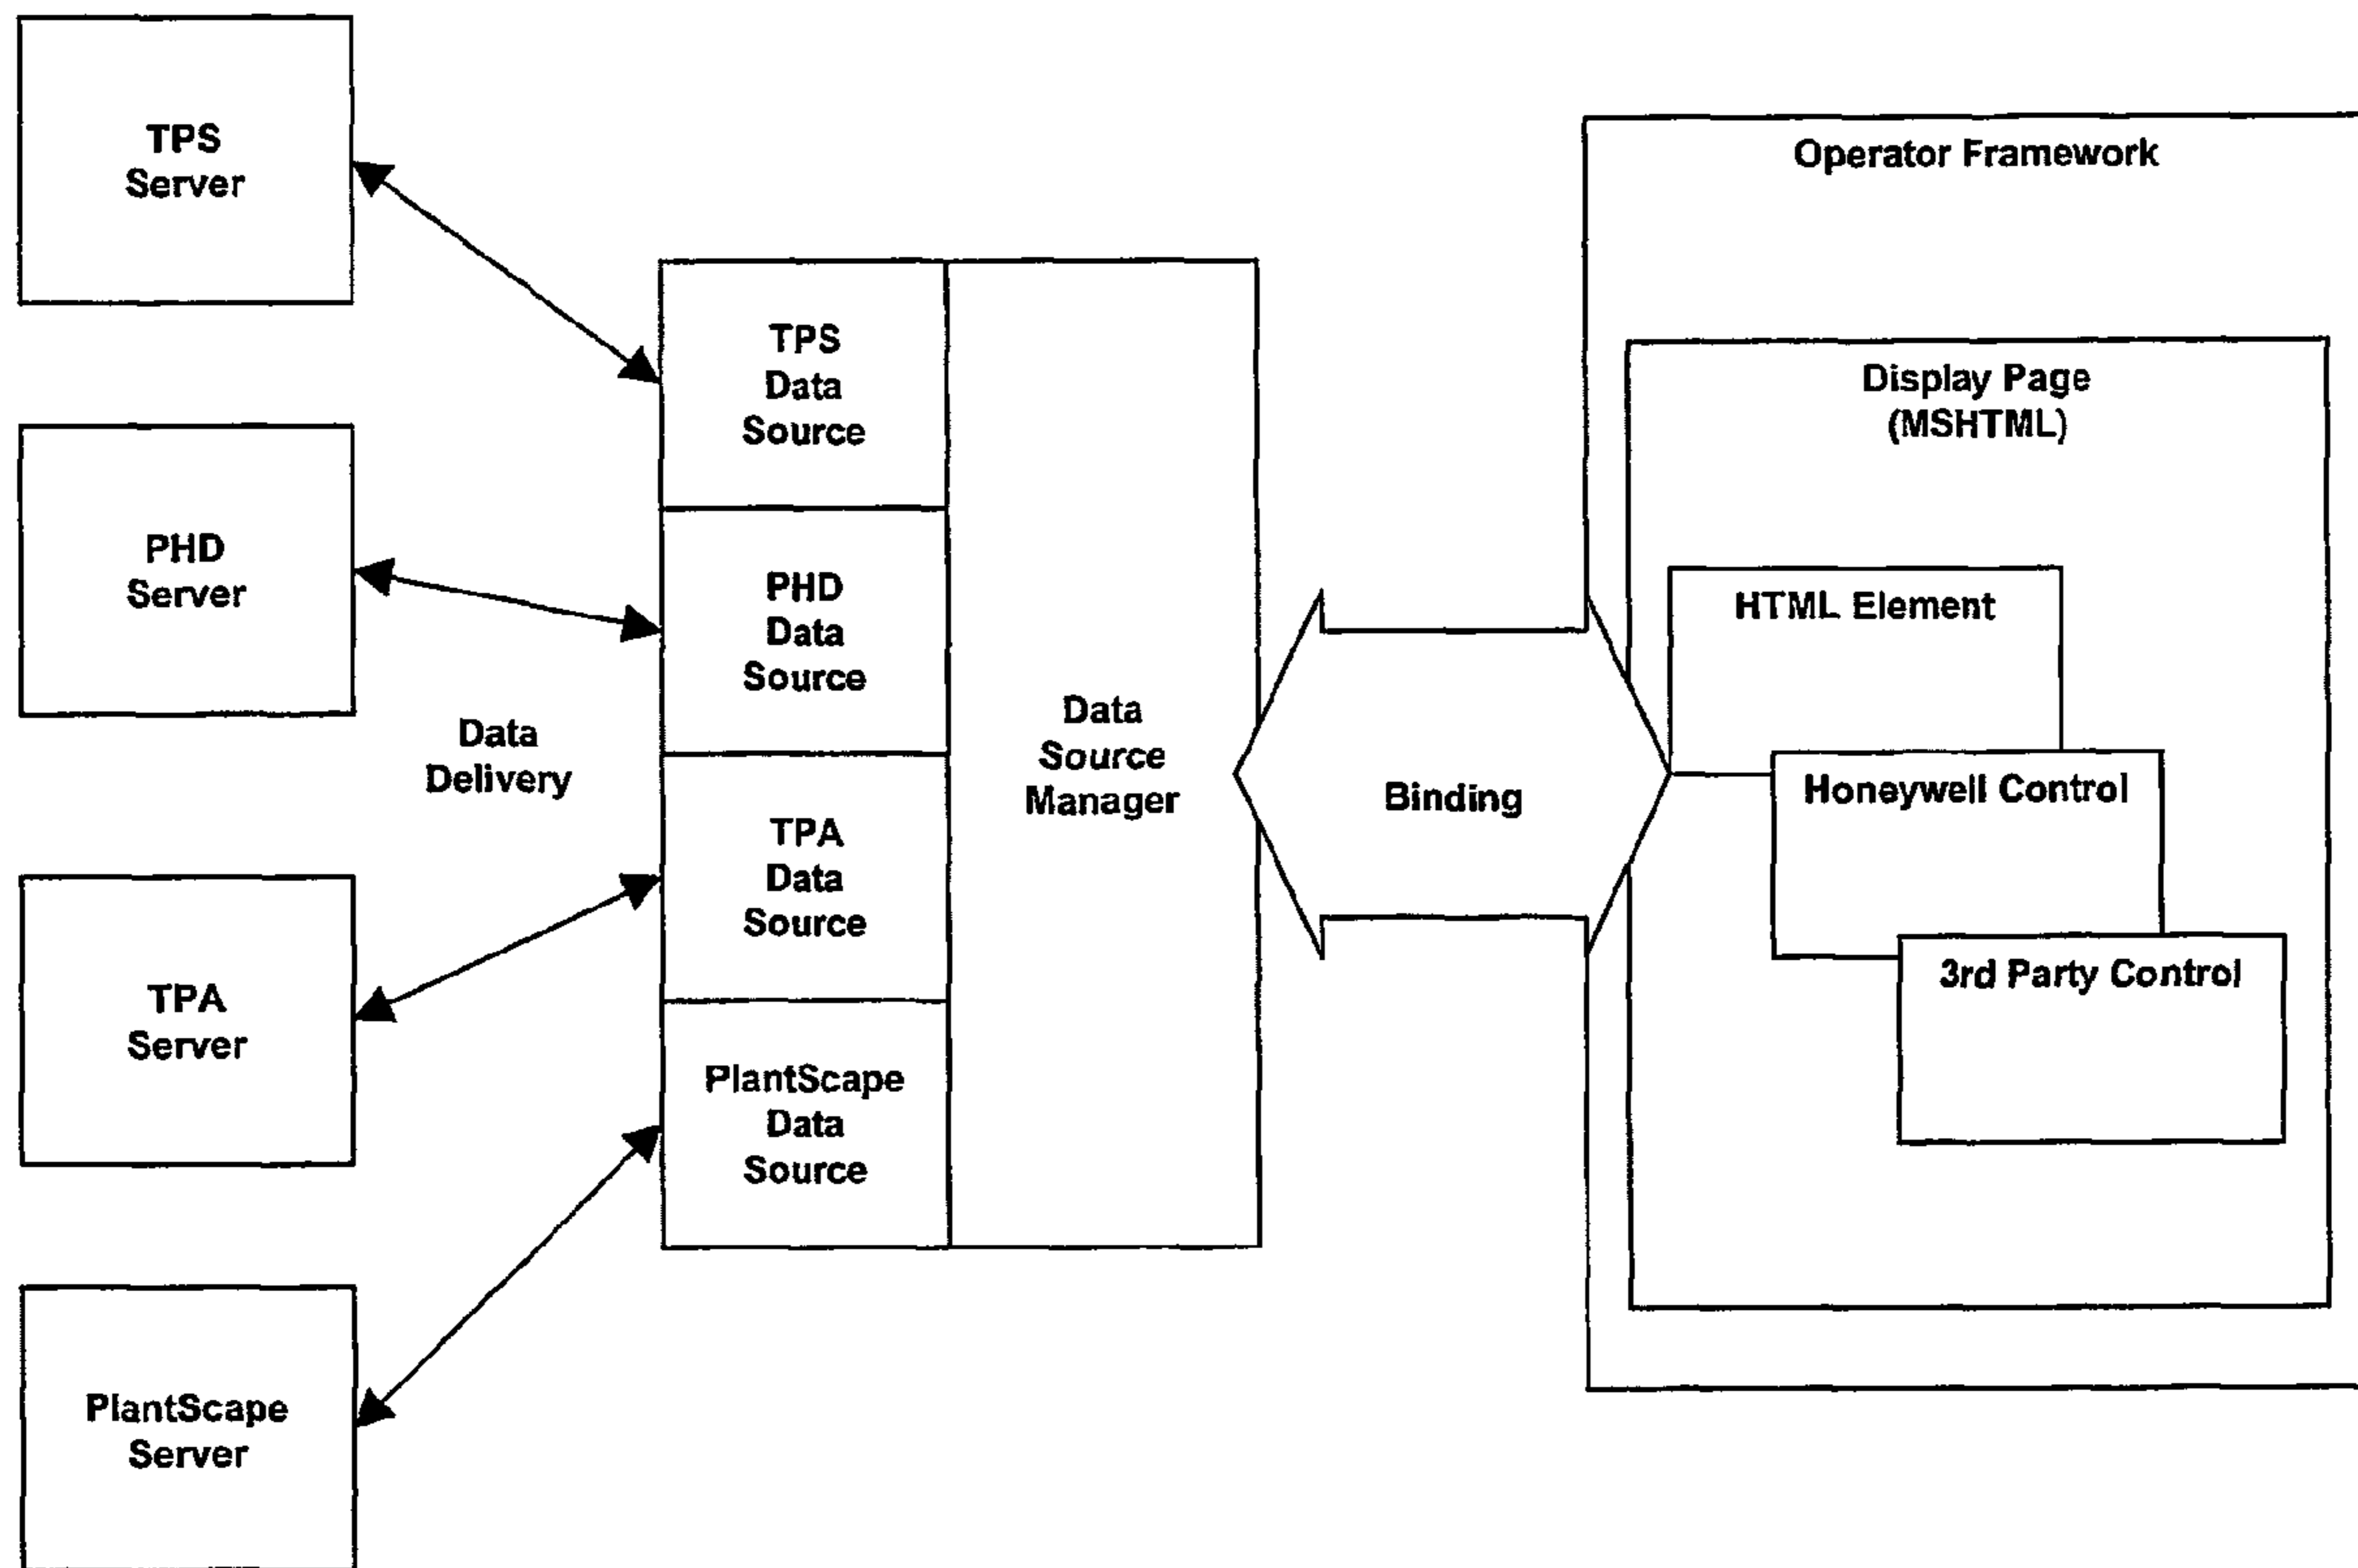 TPS
Server
PHD
Server
Data
Delivery
TPA
Server
PlantScape
Server
TPS
Data
Source
PHD
Data
Source
TPA
Data
Source
PlantScape
Data
Source
Data
Source
Manager
Binding
Operator Framework
Display Page
(MSHTML)
HTML Element
Honeywell Control
3rd Party Control